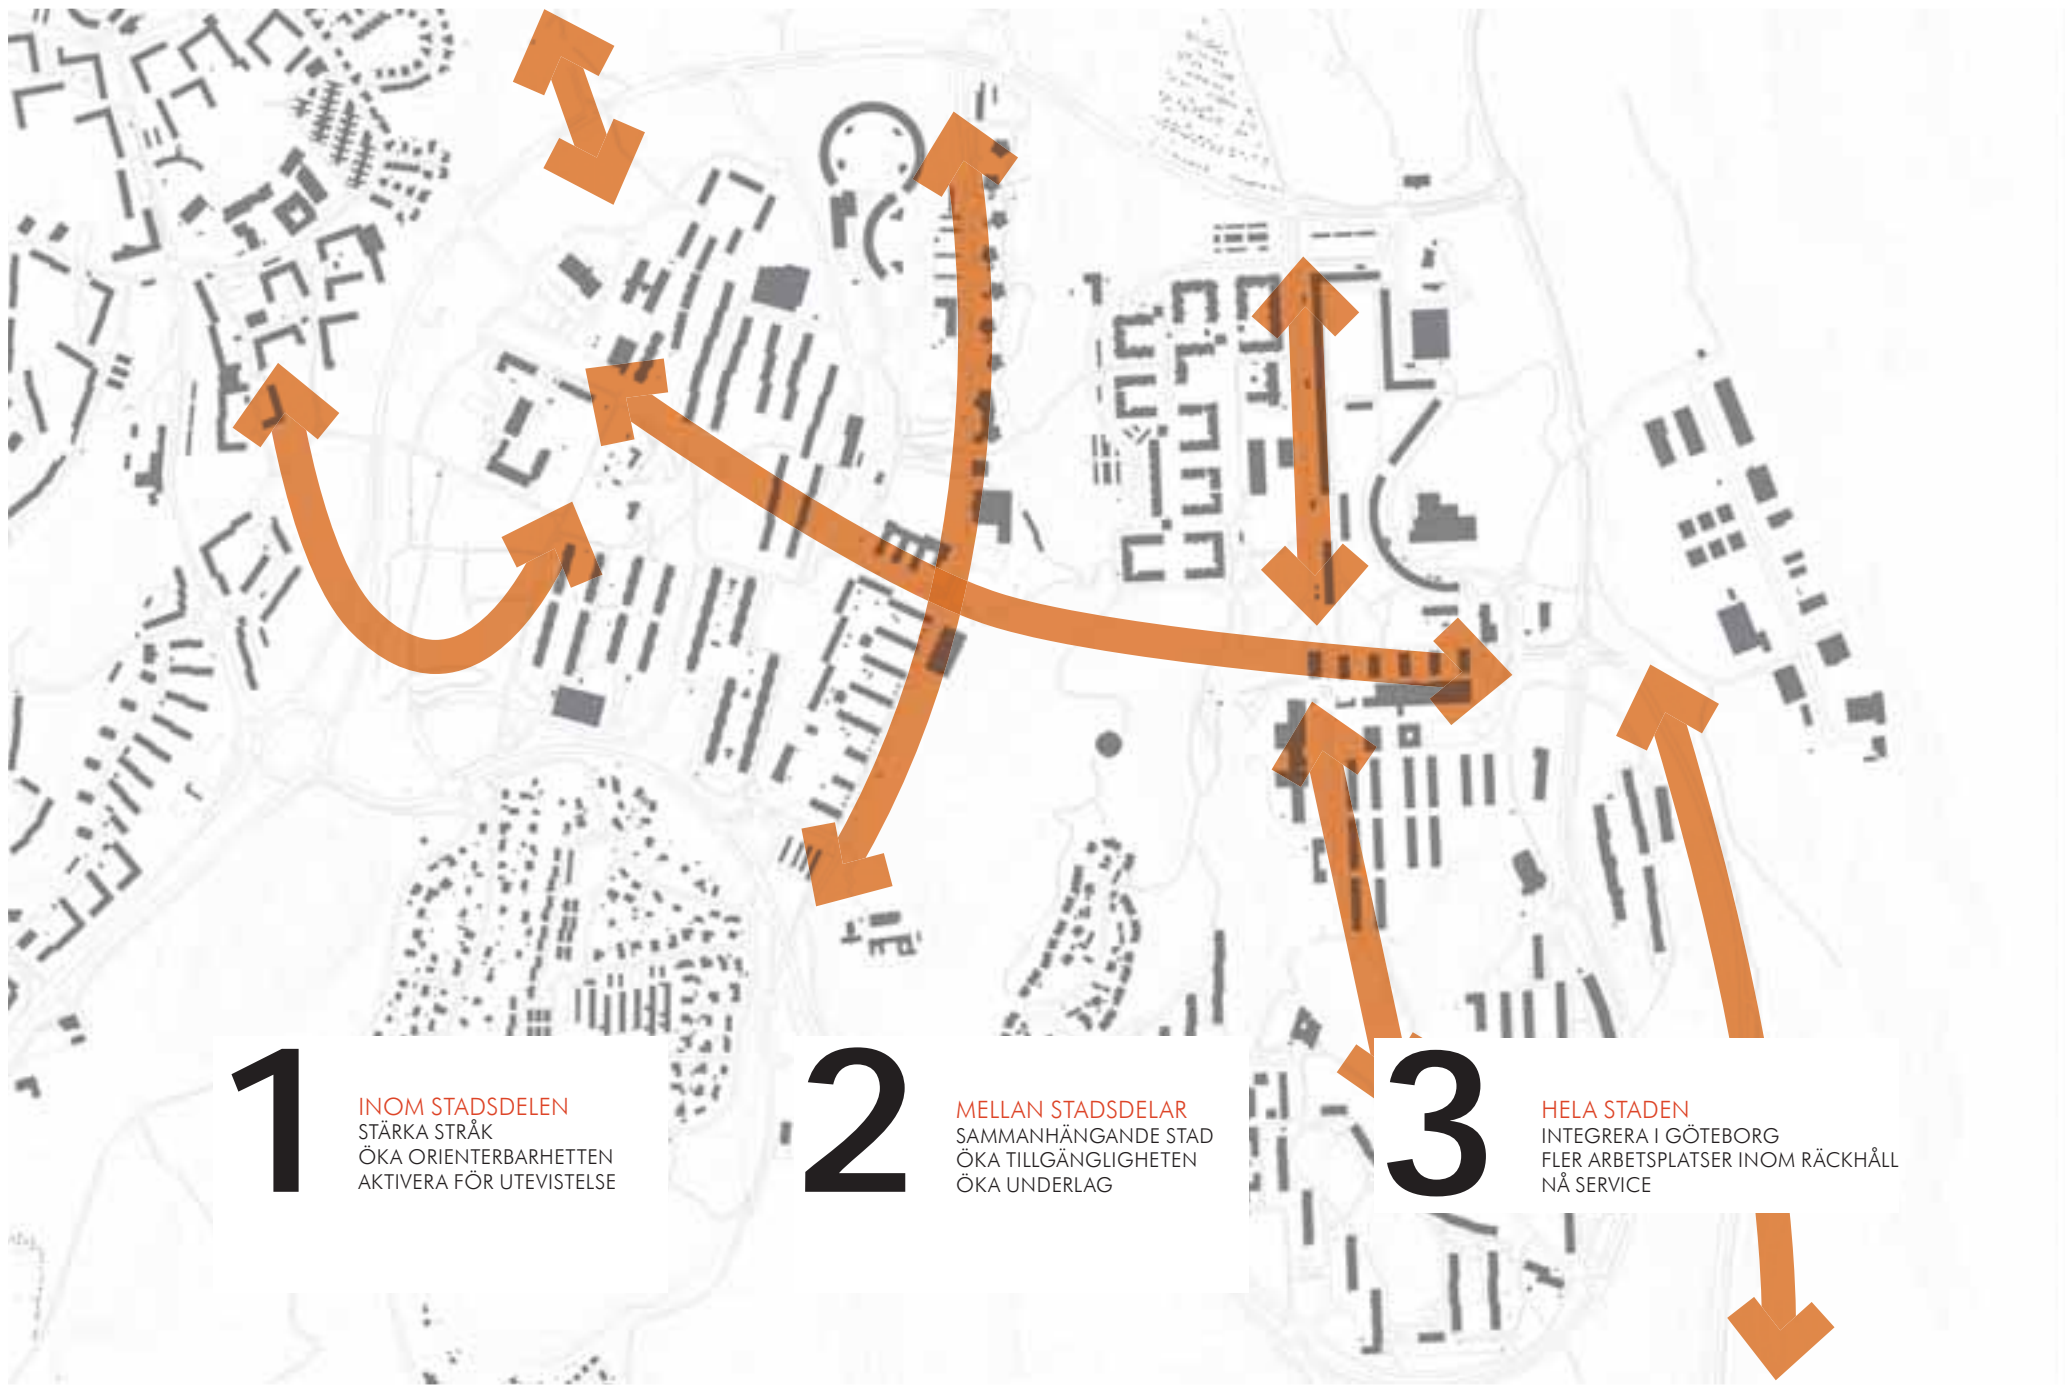 1
INOM STADSDELEN
STÄRKA STRÅK
ÖKA ORIENTERBARHETTEN
AKTIVERA FÖR UTEVISTELSE
2
MELLAN STADSDELAR
SAMMANHÄNGANDE STAD
ÖKA TILLGÄNGLIGHETEN
ÖKA UNDERLAG
3
HELA STADEN
INTEGRERA I GÖTEBORG
FLER ARBETSPLATSER INOM RÄCKHÅLL
NÅ SERVICE